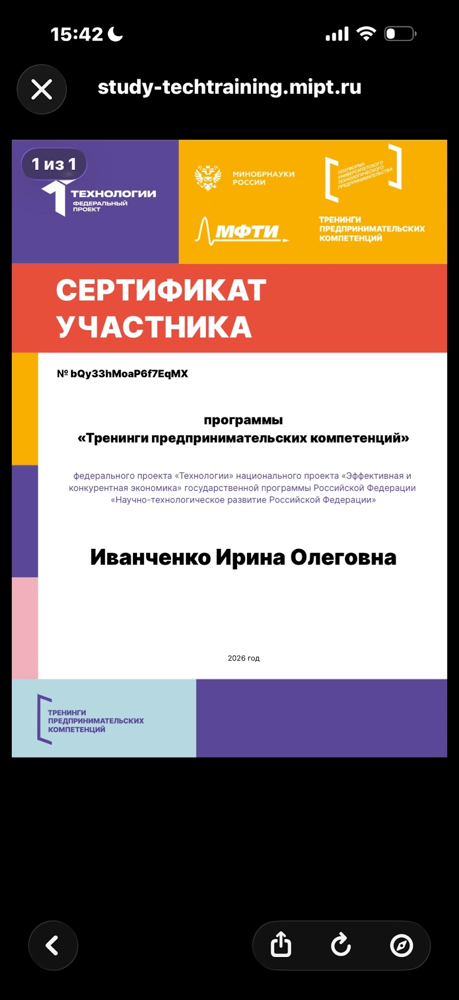 15:42
study-techtraining.mipt.ru
1 из 1
ТЕХНОЛОГИИ
ФЕДЕРАЛЬНЫЙ
ПРОЕКТ
МИНОБРНАУКИ
РОССИИ
ПЛАТФОРМА
УНИВЕРСИТЕТСКОГО
ТЕХНОЛОГИЧЕСКОГО
ПРЕДПРИНИМАТЕЛЬСТВА
МФТИ
ТРЕНИНГИ
ПРЕДПРИНИМАТЕЛЬСКИХ
КОМПЕТЕНЦИЙ
СЕРТИФИКАТ
УЧАСТНИКА
№ bQy33hMoaP6f7EqMX
программы
«Тренинги предпринимательских компетенций»
федерального проекта «Технологии» национального проекта «Эффективная и
конкурентная экономика» государственной программы Российской Федерации
«Научно-технологическое развитие Российской Федерации»
Иванченко Ирина Олеговна
2026 год
ТРЕНИНГИ
ПРЕДПРИНИМАТЕЛЬСКИХ
КОМПЕТЕНЦИЙ